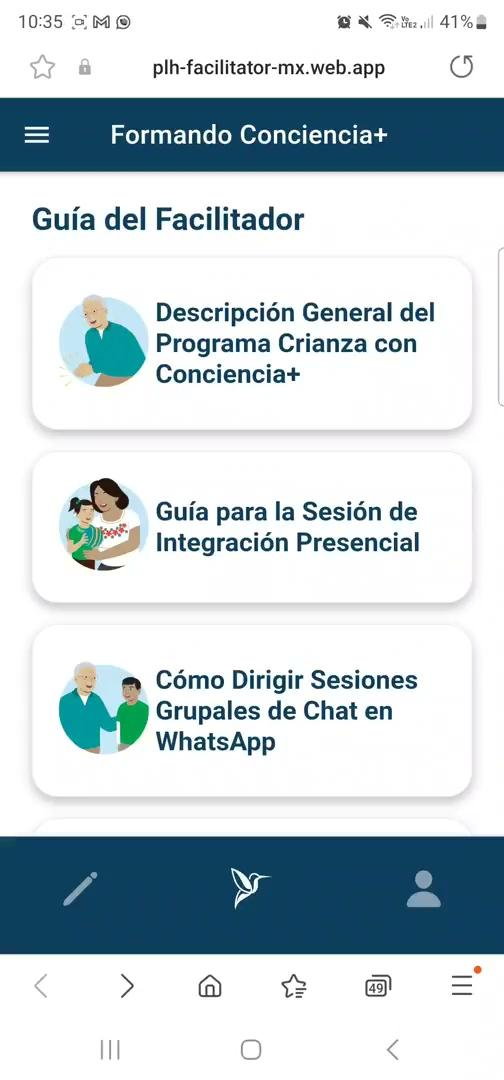 10:35
41%
plh-facilitator-mx.web.app
Formando Conciencia+
Guía del Facilitador
Descripción General del
Programa Crianza con
Conciencia+
Guía para la Sesión de
Integración Presencial
Cómo Dirigir Sesiones
Grupales de Chat en
WhatsApp
49